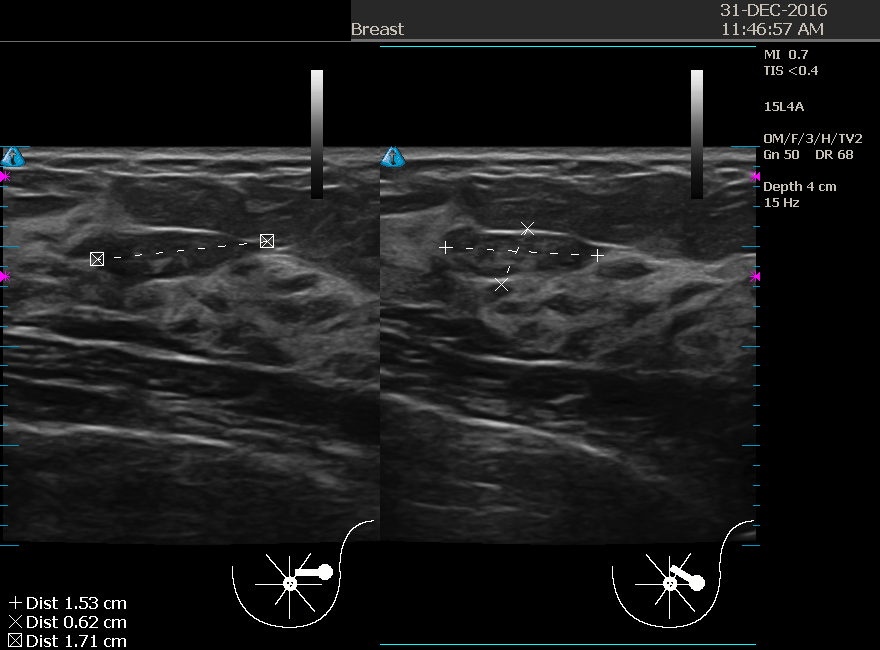 31-DEC-2016
Breast
11:46:57 AM
MI 0.7
TIS <0.4
15L4A
OM/F/3/H/TV2
Gn 50 DR 68
Depth 4 cm
15 Hz
Dist 1.53 cm
Dist 0.62 cm
Dist 1.71 cm